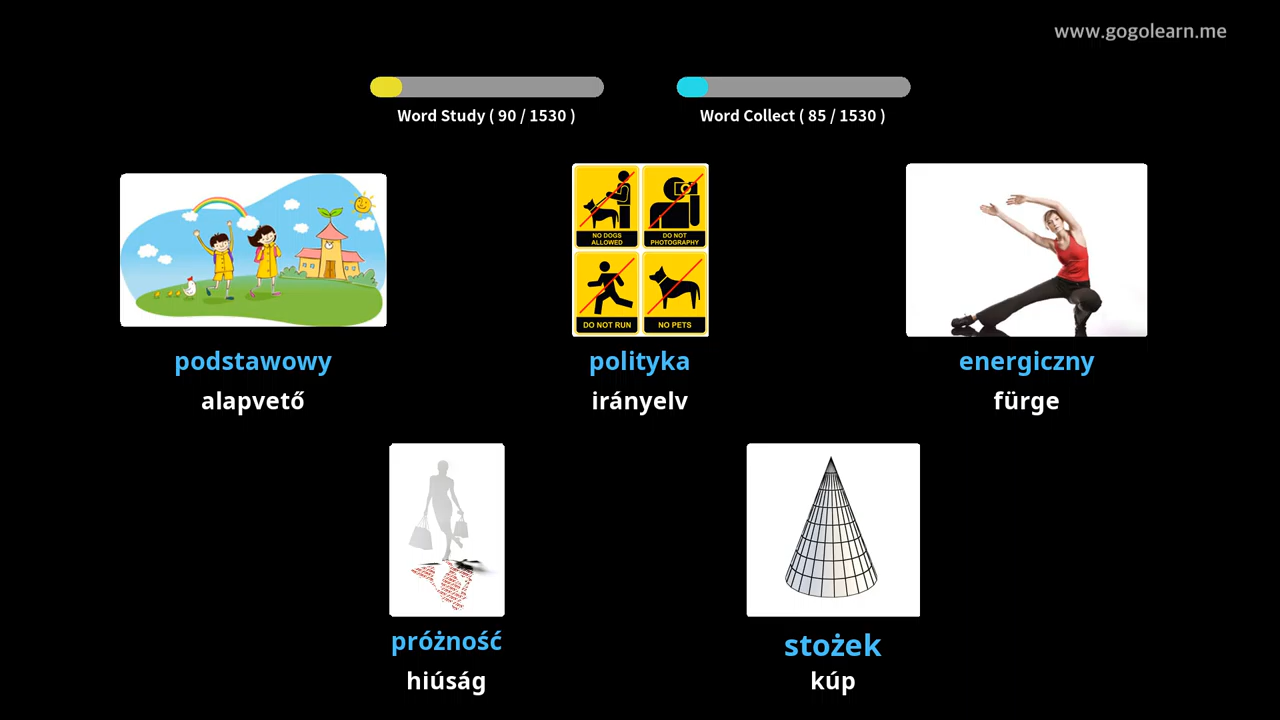 www.gogolearn.me
Word Study ( 90 / 1530 )
Word Collect ( 85 / 1530 )
NO DOGS
ALLOWED
DO NOT
PHOTOGRAPHY
DO NOT RUN
NO PETS
podstawowy
polityka
energiczny
alapvető
irányelv
fürge
próżność
stożek
hiúság
kúp